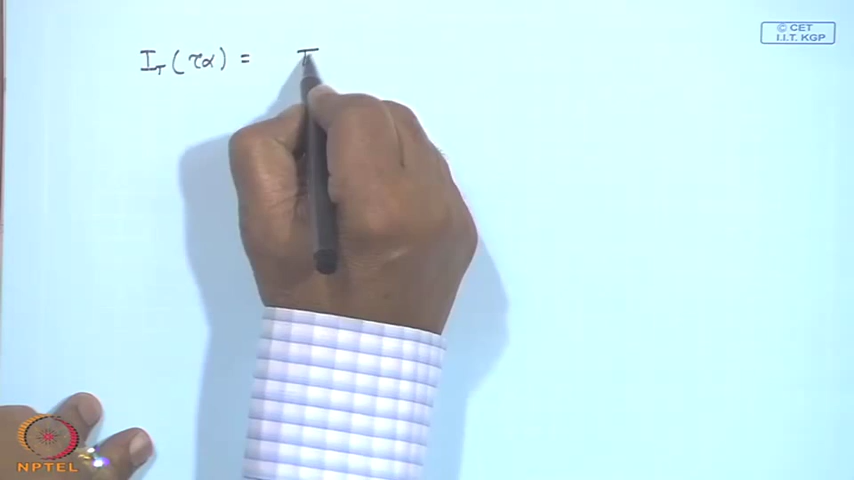 I_T (τα) = T
© CET
I.I.T. KGP
NPTEL